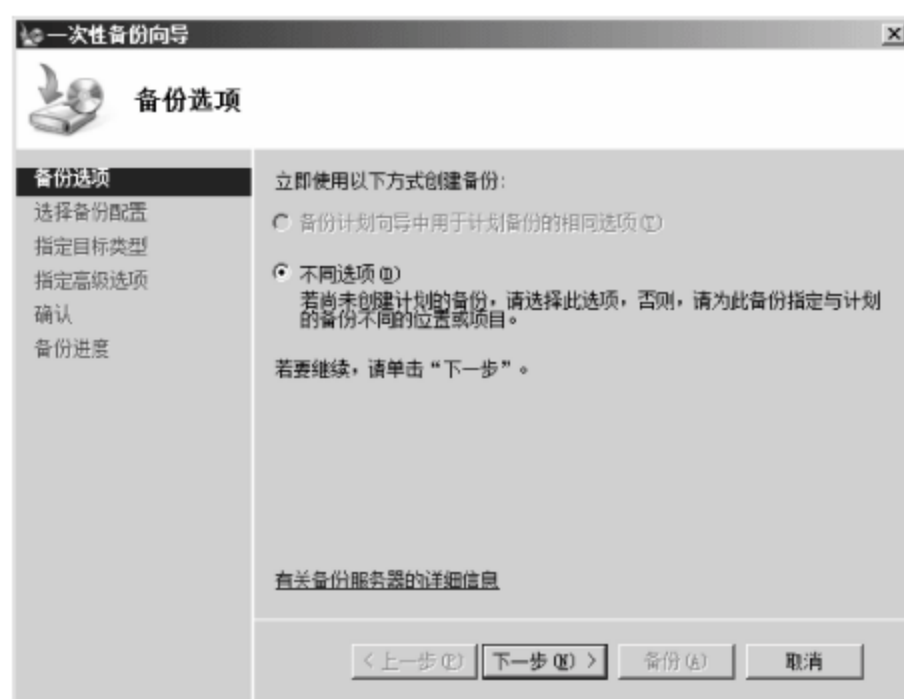 一次性备份向导
备份选项
备份选项
选择备份配置
指定目标类型
指定高级选项
确认
备份进度
立即使用以下方式创建备份:
备份计划向导中用于计划备份的相同选项(T)
不同选项(D)
若尚未创建计划的备份，请选择此选项，否则，请为此备份指定与计划
的备份不同的位置或项目。
若要继续，请单击“下一步”。
有关备份服务器的详细信息
< 上一步(P)
下一步(N) >
备份(A)
取消